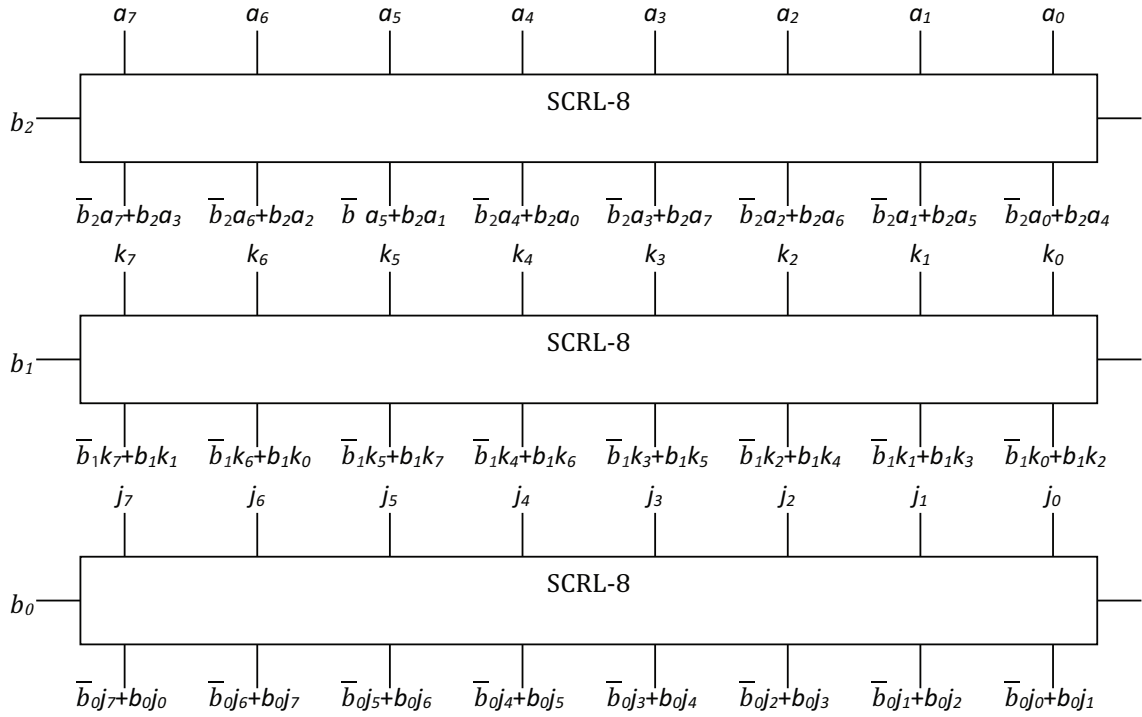 a₇ a₆ a₅ a₄ a₃ a₂ a₁ a₀
SCRL-8
b₂
b̅₂a₇+b₂a₃ b̅₂a₆+b₂a₂ b̅ a₅+b₂a₁ b̅₂a₄+b₂a₀ b̅₂a₃+b₂a₇ b̅₂a₂+b₂a₆ b̅₂a₁+b₂a₅ b̅₂a₀+b₂a₄
k₇ k₆ k₅ k₄ k₃ k₂ k₁ k₀
SCRL-8
b₁
b̅₁k₇+b₁k₁ b̅₁k₆+b₁k₀ b̅₁k₅+b₁k₇ b̅₁k₄+b₁k₆ b̅₁k₃+b₁k₅ b̅₁k₂+b₁k₄ b̅₁k₁+b₁k₃ b̅₁k₀+b₁k₂
j₇ j₆ j₅ j₄ j₃ j₂ j₁ j₀
SCRL-8
b₀
b̅₀j₇+b₀j₀ b̅₀j₆+b₀j₇ b̅₀j₅+b₀j₆ b̅₀j₄+b₀j₅ b̅₀j₃+b₀j₄ b̅₀j₂+b₀j₃ b̅₀j₁+b₀j₂ b̅₀j₀+b₀j₁